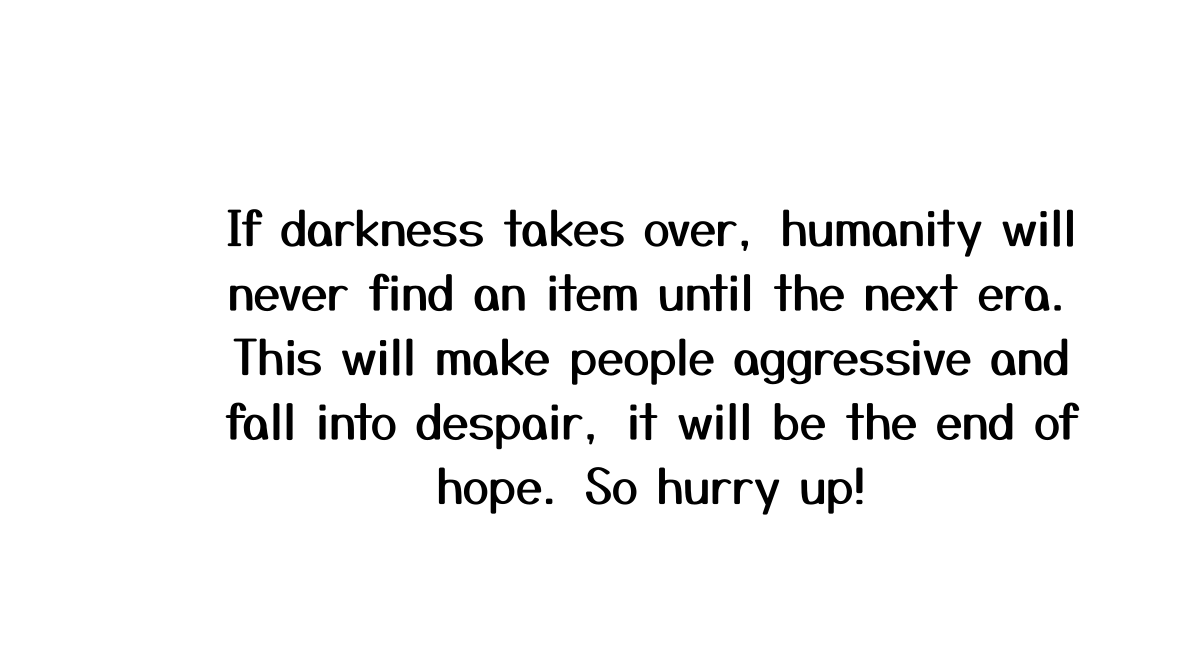 If darkness takes over, humanity will
never find an item until the next era.
This will make people aggressive and
fall into despair, it will be the end of
hope. So hurry up!